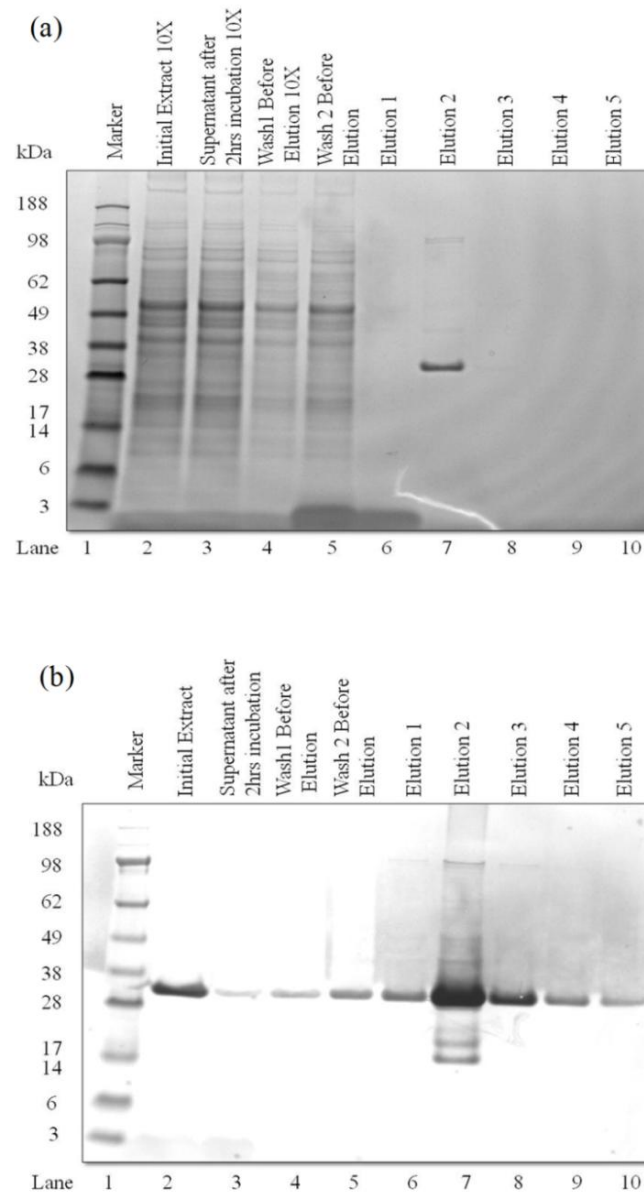 (a)
kDa
Marker
Initial Extract 10X
Supernatant after
2hrs incubation 10X
Wash1 Before
Elution 10X
Wash 2 Before
Elution
Elution 1
Elution 2
Elution 3
Elution 4
Elution 5
188
98
62
49
38
28
17
14
6
3
Lane 1 2 3 4 5 6 7 8 9 10
(b)
kDa
Marker
Initial Extract
Supernatant after
2hrs incubation
Wash1 Before
Elution
Wash 2 Before
Elution
Elution 1
Elution 2
Elution 3
Elution 4
Elution 5
188
98
62
49
38
28
17
14
6
3
Lane 1 2 3 4 5 6 7 8 9 10